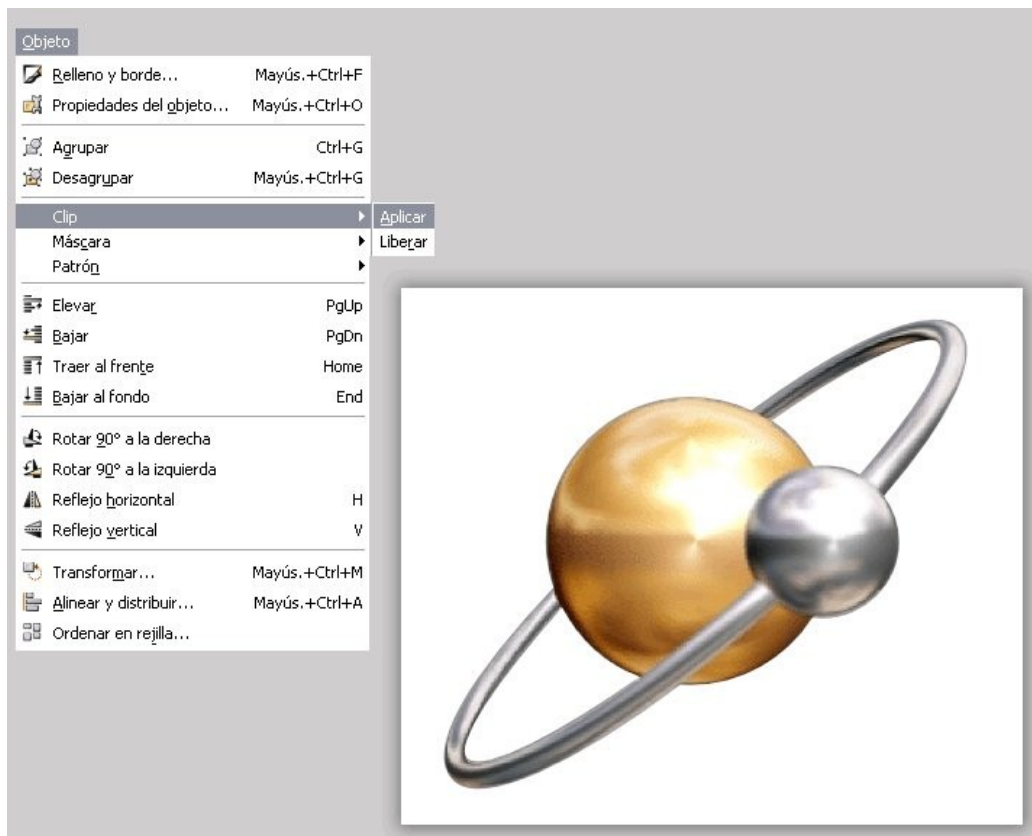 Objeto
Relleno y borde... Mayús.+Ctrl+F
Propiedades del objeto... Mayús.+Ctrl+O
Agrupar Ctrl+G
Desagrupar Mayús.+Ctrl+G
Clip Aplicar
Máscara Liberar
Patrón
Elevar PgUp
Bajar PgDn
Traer al frente Home
Bajar al fondo End
Rotar 90º a la derecha
Rotar 90º a la izquierda
Reflejo horizontal H
Reflejo vertical V
Transformar... Mayús.+Ctrl+M
Alinear y distribuir... Mayús.+Ctrl+A
Ordenar en rejilla...